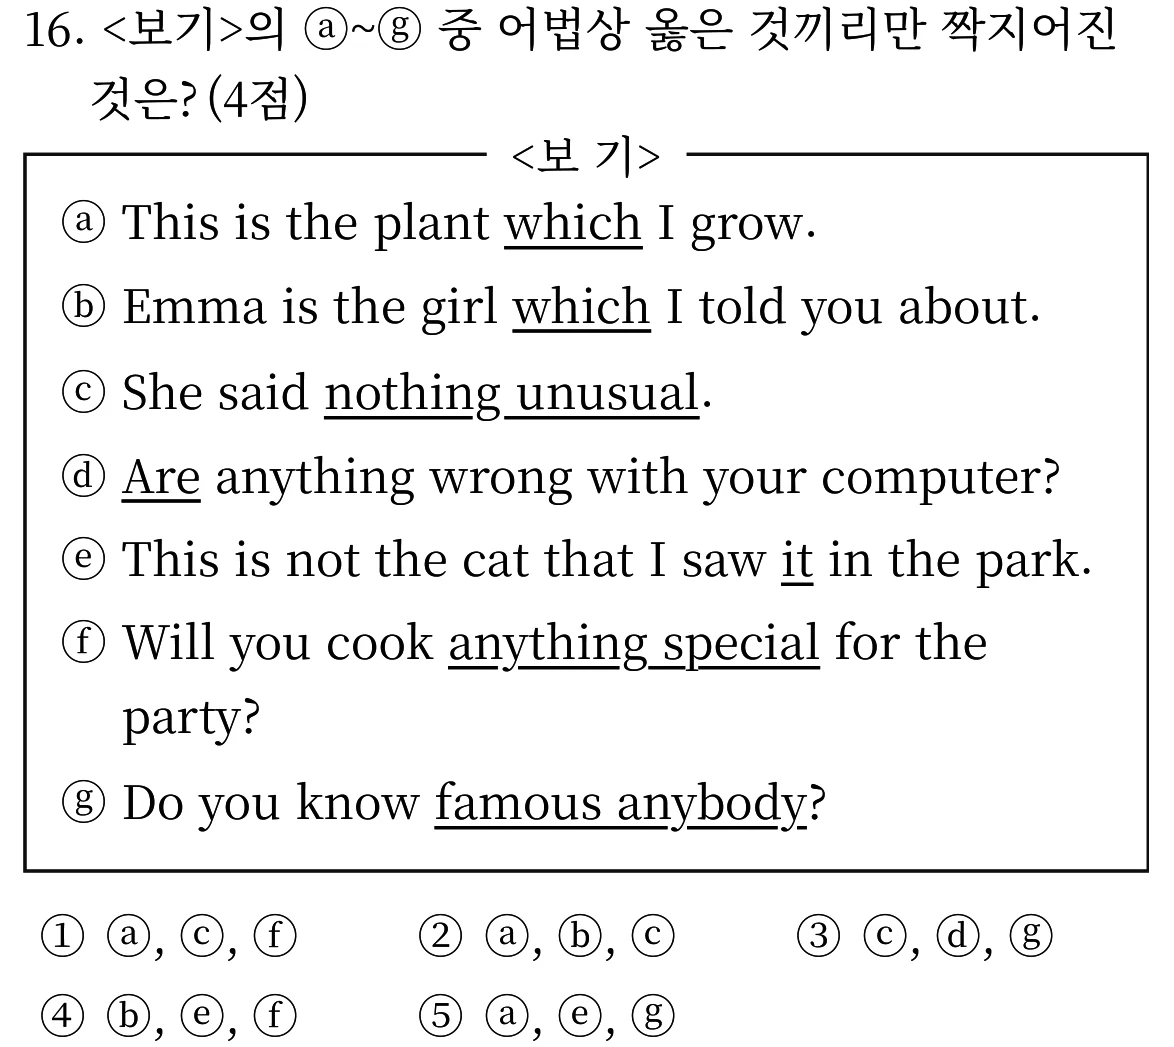 16. <보기>의 ⓐ~ⓖ 중 어법상 옳은 것끼리만 짝지어진
것은? (4점)
<보 기>
ⓐ This is the plant which I grow.
ⓑ Emma is the girl which I told you about.
ⓒ She said nothing unusual.
ⓓ Are anything wrong with your computer?
ⓔ This is not the cat that I saw it in the park.
ⓕ Will you cook anything special for the
party?
ⓖ Do you know famous anybody?
① ⓐ, ⓒ, ⓕ ② ⓐ, ⓑ, ⓒ ③ ⓒ, ⓓ, ⓖ
④ ⓑ, ⓔ, ⓕ ⑤ ⓐ, ⓔ, ⓖ